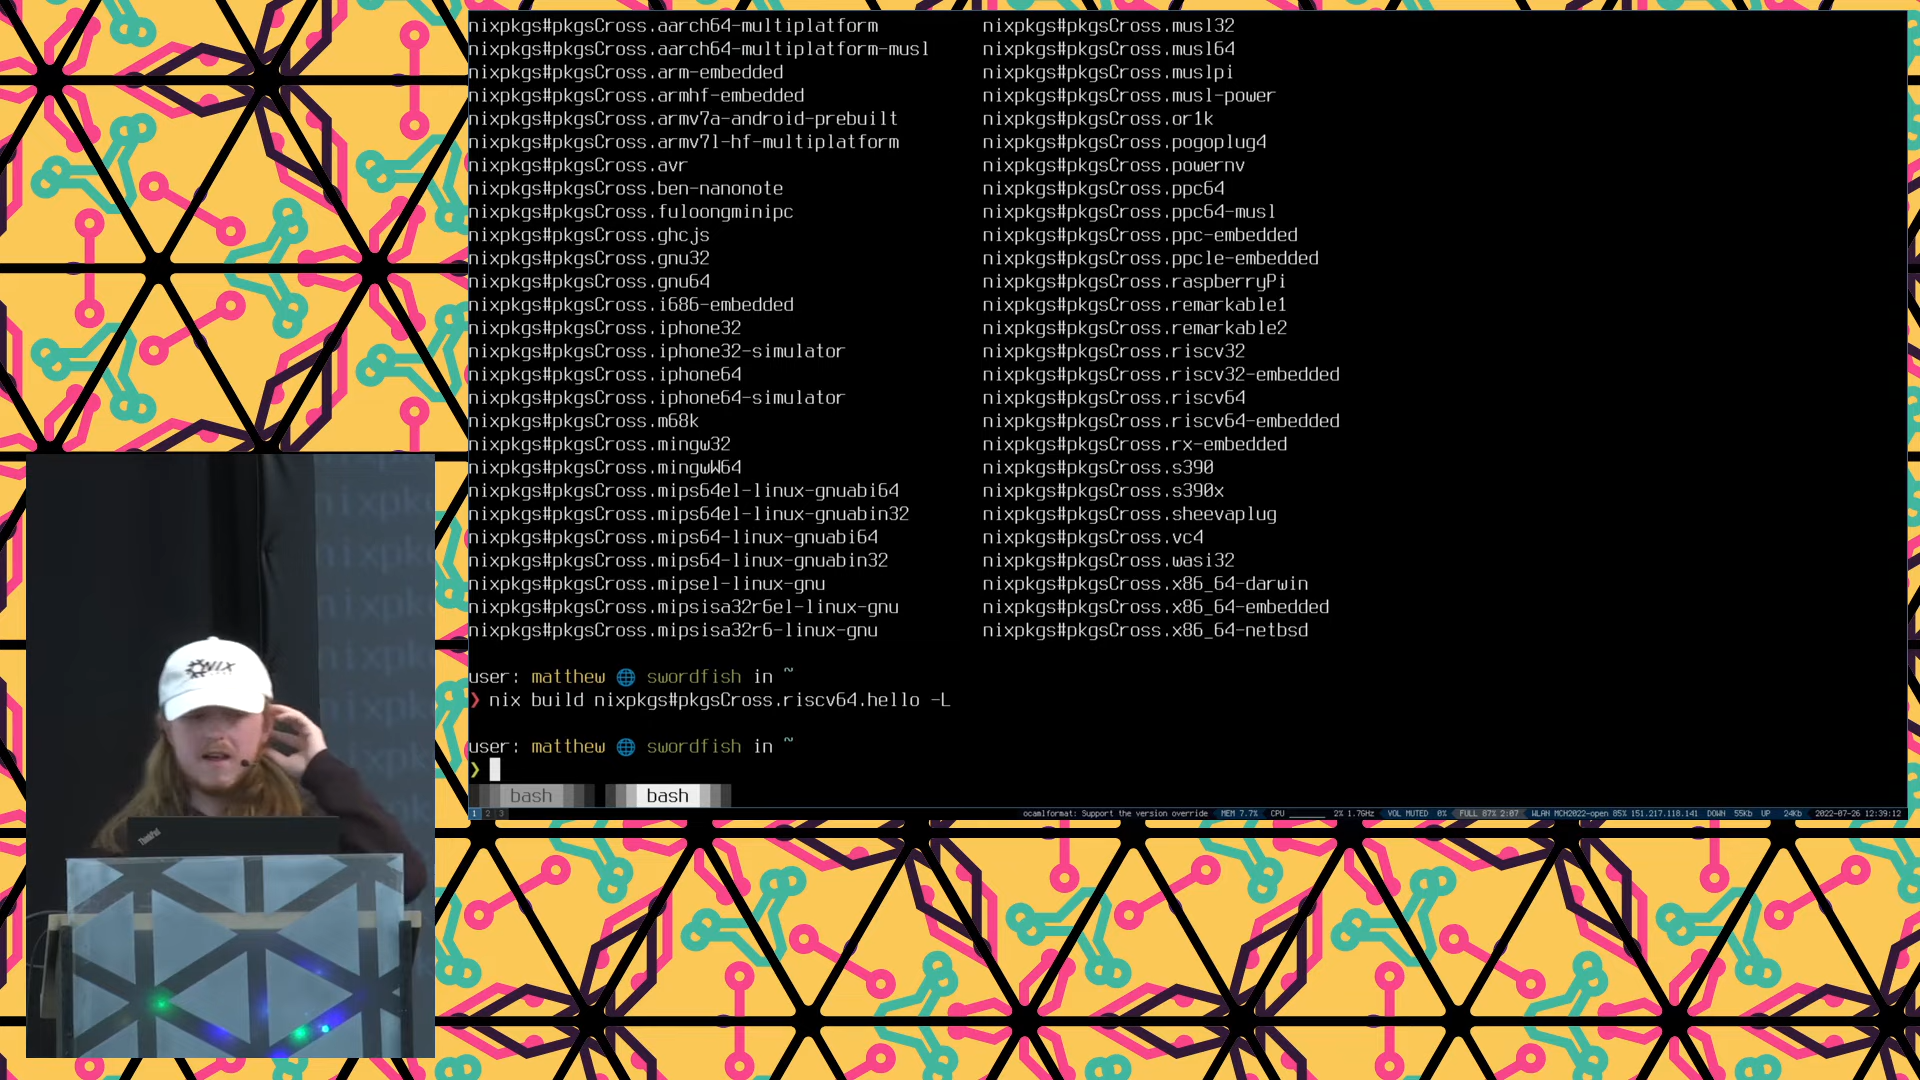 nixpkgs#pkgsCross.aarch64-multiplatform nixpkgs#pkgsCross.musl32
nixpkgs#pkgsCross.aarch64-multiplatform-musl nixpkgs#pkgsCross.musl64
nixpkgs#pkgsCross.arm-embedded nixpkgs#pkgsCross.muslpi
nixpkgs#pkgsCross.armhf-embedded nixpkgs#pkgsCross.musl-power
nixpkgs#pkgsCross.armv7a-android-prebuilt nixpkgs#pkgsCross.or1k
nixpkgs#pkgsCross.armv7l-hf-multiplatform nixpkgs#pkgsCross.pogoplug4
nixpkgs#pkgsCross.avr nixpkgs#pkgsCross.powernv
nixpkgs#pkgsCross.ben-nanonote nixpkgs#pkgsCross.ppc64
nixpkgs#pkgsCross.fuloongminipc nixpkgs#pkgsCross.ppc64-musl
nixpkgs#pkgsCross.ghcjs nixpkgs#pkgsCross.ppc-embedded
nixpkgs#pkgsCross.gnu32 nixpkgs#pkgsCross.ppcle-embedded
nixpkgs#pkgsCross.gnu64 nixpkgs#pkgsCross.raspberryPi
nixpkgs#pkgsCross.i686-embedded nixpkgs#pkgsCross.remarkable1
nixpkgs#pkgsCross.iphone32 nixpkgs#pkgsCross.remarkable2
nixpkgs#pkgsCross.iphone32-simulator nixpkgs#pkgsCross.riscv32
nixpkgs#pkgsCross.iphone64 nixpkgs#pkgsCross.riscv32-embedded
nixpkgs#pkgsCross.iphone64-simulator nixpkgs#pkgsCross.riscv64
nixpkgs#pkgsCross.m68k nixpkgs#pkgsCross.riscv64-embedded
nixpkgs#pkgsCross.mingw32 nixpkgs#pkgsCross.rx-embedded
nixpkgs#pkgsCross.mingwW64 nixpkgs#pkgsCross.s390
nixpkgs#pkgsCross.mips64el-linux-gnuabi64 nixpkgs#pkgsCross.s390x
nixpkgs#pkgsCross.mips64el-linux-gnuabin32 nixpkgs#pkgsCross.sheevaplug
nixpkgs#pkgsCross.mips64-linux-gnuabi64 nixpkgs#pkgsCross.vc4
nixpkgs#pkgsCross.mips64-linux-gnuabin32 nixpkgs#pkgsCross.wasi32
nixpkgs#pkgsCross.mipsel-linux-gnu nixpkgs#pkgsCross.x86_64-darwin
nixpkgs#pkgsCross.mipsisa32r6el-linux-gnu nixpkgs#pkgsCross.x86_64-embedded
nixpkgs#pkgsCross.mipsisa32r6-linux-gnu nixpkgs#pkgsCross.x86_64-netbsd
user: matthew 🌐 swordfish in ~
❯ nix build nixpkgs#pkgsCross.riscv64.hello -L
user: matthew 🌐 swordfish in ~
❯
bash bash
1 2 3 ocamlformat: Support the version override MEM 7.7% CPU 2% 1.7GHz VOL MUTED 0% FULL 87% 2:07 WLAN MCH2022-open 85% 151.217.118.141 DOWN 55Kb UP 24Kb 2022-07-26 12:39:12
NIX
ThinkPad